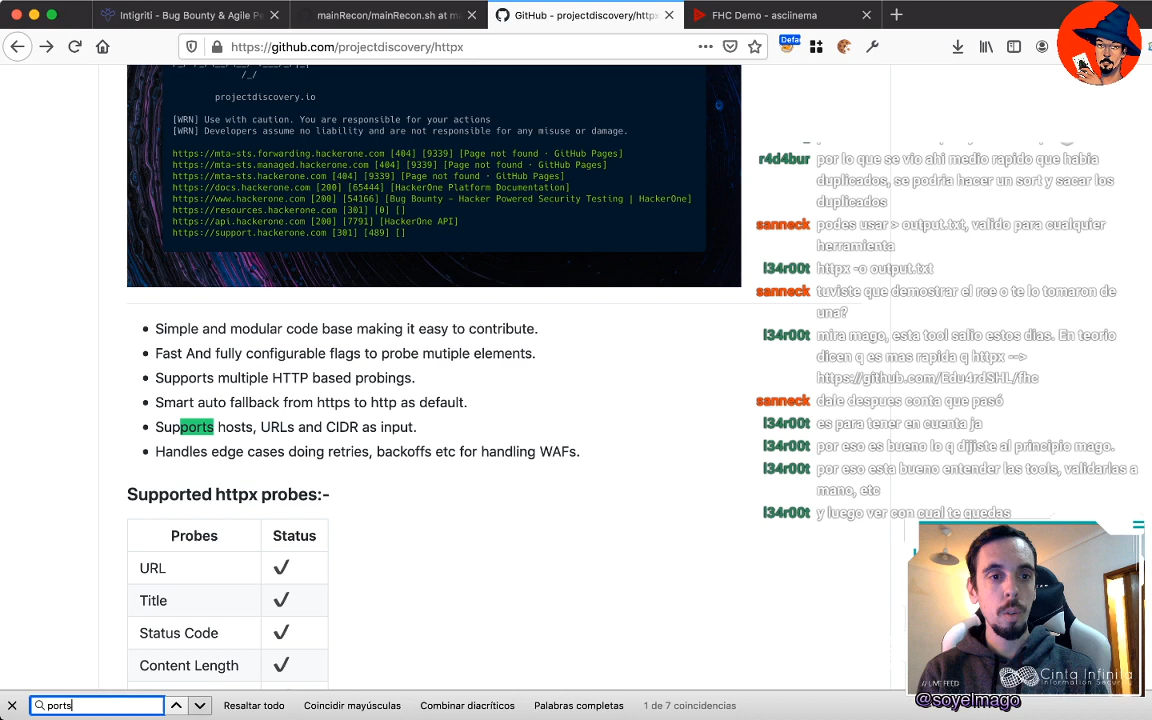 Intigriti - Bug Bounty & Agile Pe
mainRecon/mainRecon.sh at m
GitHub - projectdiscovery/httpx
FHC Demo - asciinema
https://github.com/projectdiscovery/httpx
Defa
projectdiscovery.io
[WRN] Use with caution. You are responsible for your actions
[WRN] Developers assume no liability and are not responsible for any misuse or damage.
https://mta-sts.forwarding.hackerone.com [404] [9339] [Page not found · GitHub Pages]
https://mta-sts.managed.hackerone.com [404] [9339] [Page not found · GitHub Pages]
https://mta-sts.hackerone.com [404] [9339] [Page not found · GitHub Pages]
https://docs.hackerone.com [200] [65444] [HackerOne Platform Documentation]
https://www.hackerone.com [200] [54166] [Bug Bounty - Hacker Powered Security Testing | HackerOne]
https://resources.hackerone.com [301] [0] []
https://api.hackerone.com [200] [7791] [HackerOne API]
https://support.hackerone.com [301] [489] []
Simple and modular code base making it easy to contribute.
Fast And fully configurable flags to probe mutiple elements.
Supports multiple HTTP based probings.
Smart auto fallback from https to http as default.
Supports hosts, URLs and CIDR as input.
Handles edge cases doing retries, backoffs etc for handling WAFs.
Supported httpx probes:-
Probes Status
URL ✓
Title ✓
Status Code ✓
Content Length ✓
r4d4bur por lo que se vio ahi medio rapido que habia
duplicados, se podria hacer un sort y sacar los
duplicados
sanneck podes usar > output.txt, valido para cualquier
herramienta
l34r00t httpx -o output.txt
sanneck tuviste que demostrar el rce o te lo tomaron de
una?
l34r00t mira mago, esta tool salio estos dias. En teorio
dicen q es mas rapida q httpx -->
https://github.com/Edu4rdSHL/fhc
sanneck dale despues conta que pasó
l34r00t es para tener en cuenta ja
l34r00t por eso es bueno lo q dijiste al principio mago.
l34r00t por eso esta bueno entender las tools, validarlas a
mano, etc
l34r00t y luego ver con cual te quedas
// LIVE FEED
Cinta Infinita
Information Security
@soyelmago
ports
Resaltar todo
Coincidir mayúsculas
Combinar diacríticos
Palabras completas
1 de 7 coincidencias